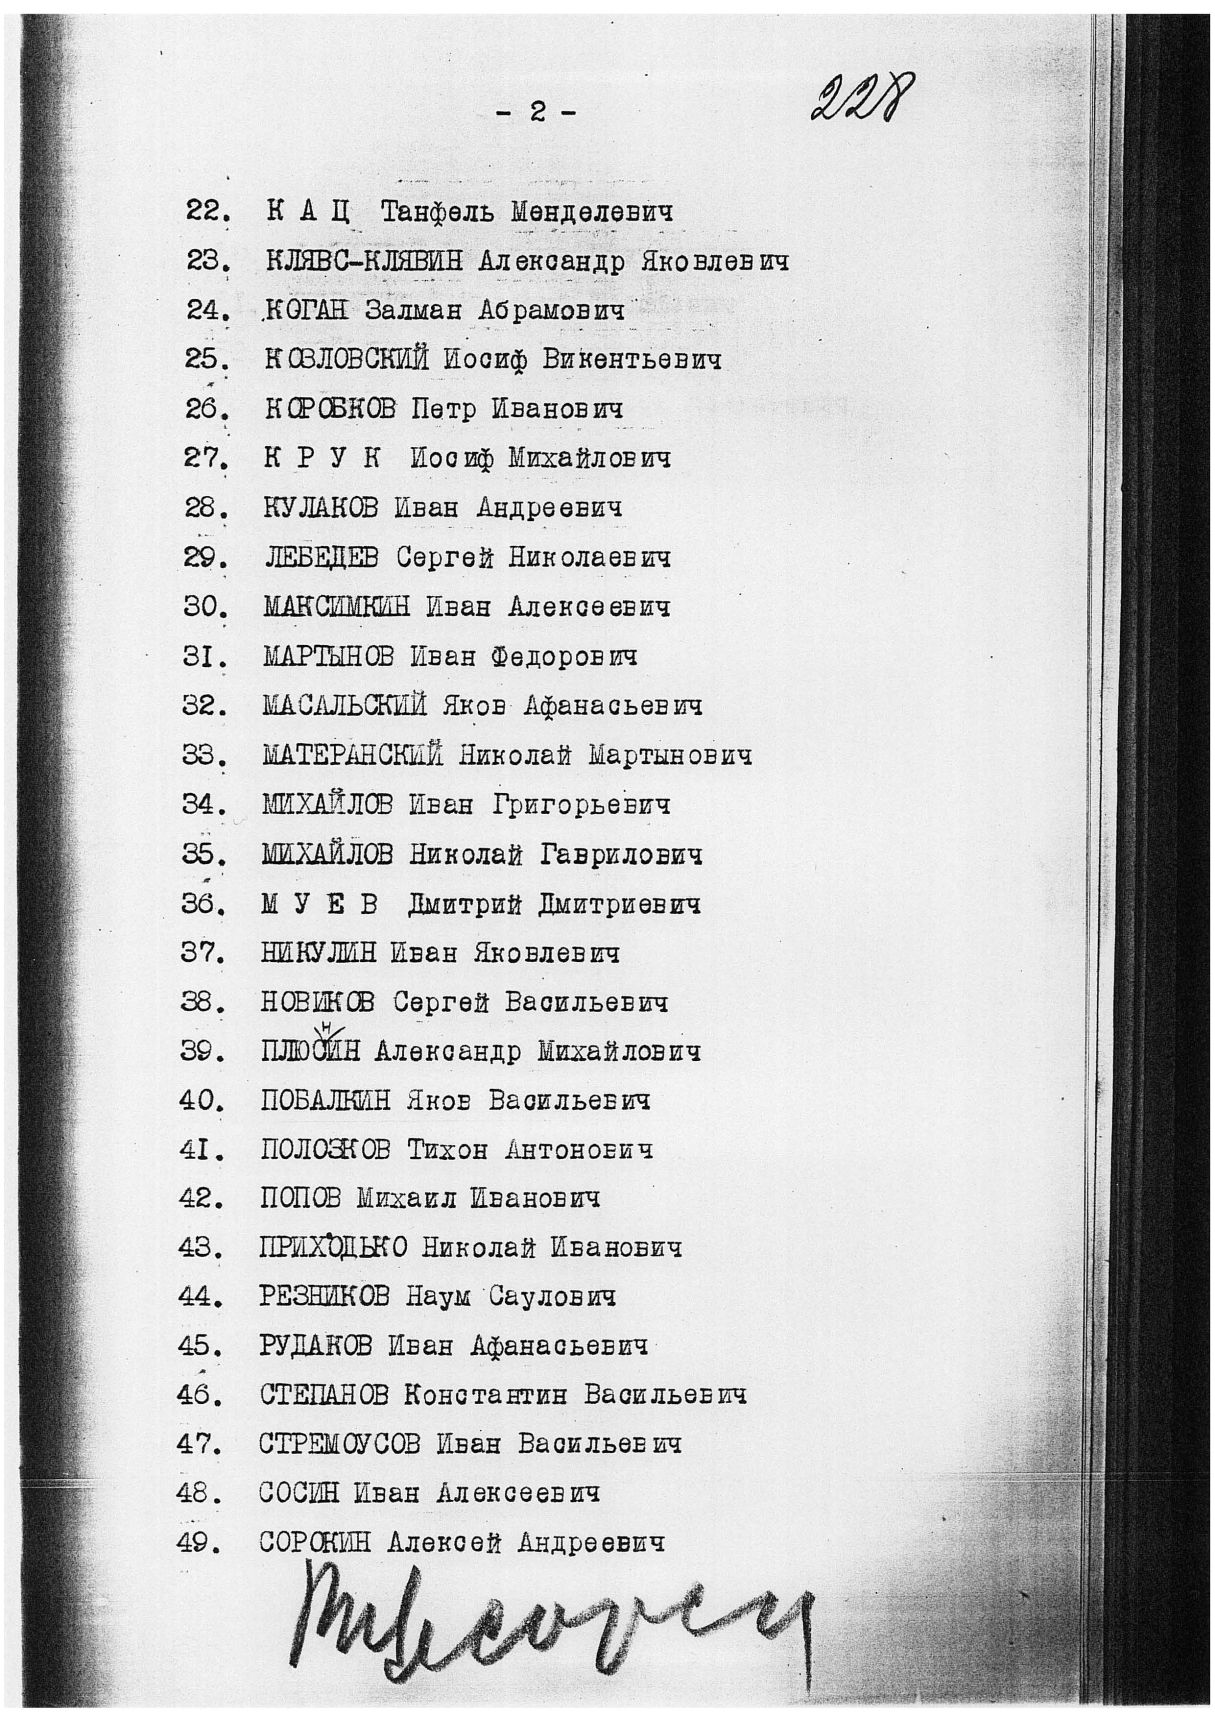 - 2 -
228
22. К А Ц Танфель Менделевич
23. КЛЯВС-КЛЯВИН Александр Яковлевич
24. КОГАН Залман Абрамович
25. КОЗЛОВСКИЙ Иосиф Викентьевич
26. КОРОБКОВ Петр Иванович
27. К Р У К Иосиф Михайлович
28. КУЛАКОВ Иван Андреевич
29. ЛЕБЕДЕВ Сергей Николаевич
30. МАКСИМКИН Иван Алексеевич
31. МАРТЫНОВ Иван Федорович
32. МАСАЛЬСКИЙ Яков Афанасьевич
33. МАТЕРАНСКИЙ Николай Мартынович
34. МИХАЙЛОВ Иван Григорьевич
35. МИХАЙЛОВ Николай Гаврилович
36. М У Е В Дмитрий Дмитриевич
37. НИКУЛИН Иван Яковлевич
38. НОВИКОВ Сергей Васильевич
н
39. ПЛЮСИН Александр Михайлович
40. ПОБАЛКИН Яков Васильевич
41. ПОЛОЗКОВ Тихон Антонович
42. ПОПОВ Михаил Иванович
43. ПРИХОДЬКО Николай Иванович
44. РЕЗНИКОВ Наум Саулович
45. РУДАКОВ Иван Афанасьевич
46. СТЕПАНОВ Константин Васильевич
47. СТРЕМОУСОВ Иван Васильевич
48. СОСИН Иван Алексеевич
49. СОРОКИН Алексей Андреевич